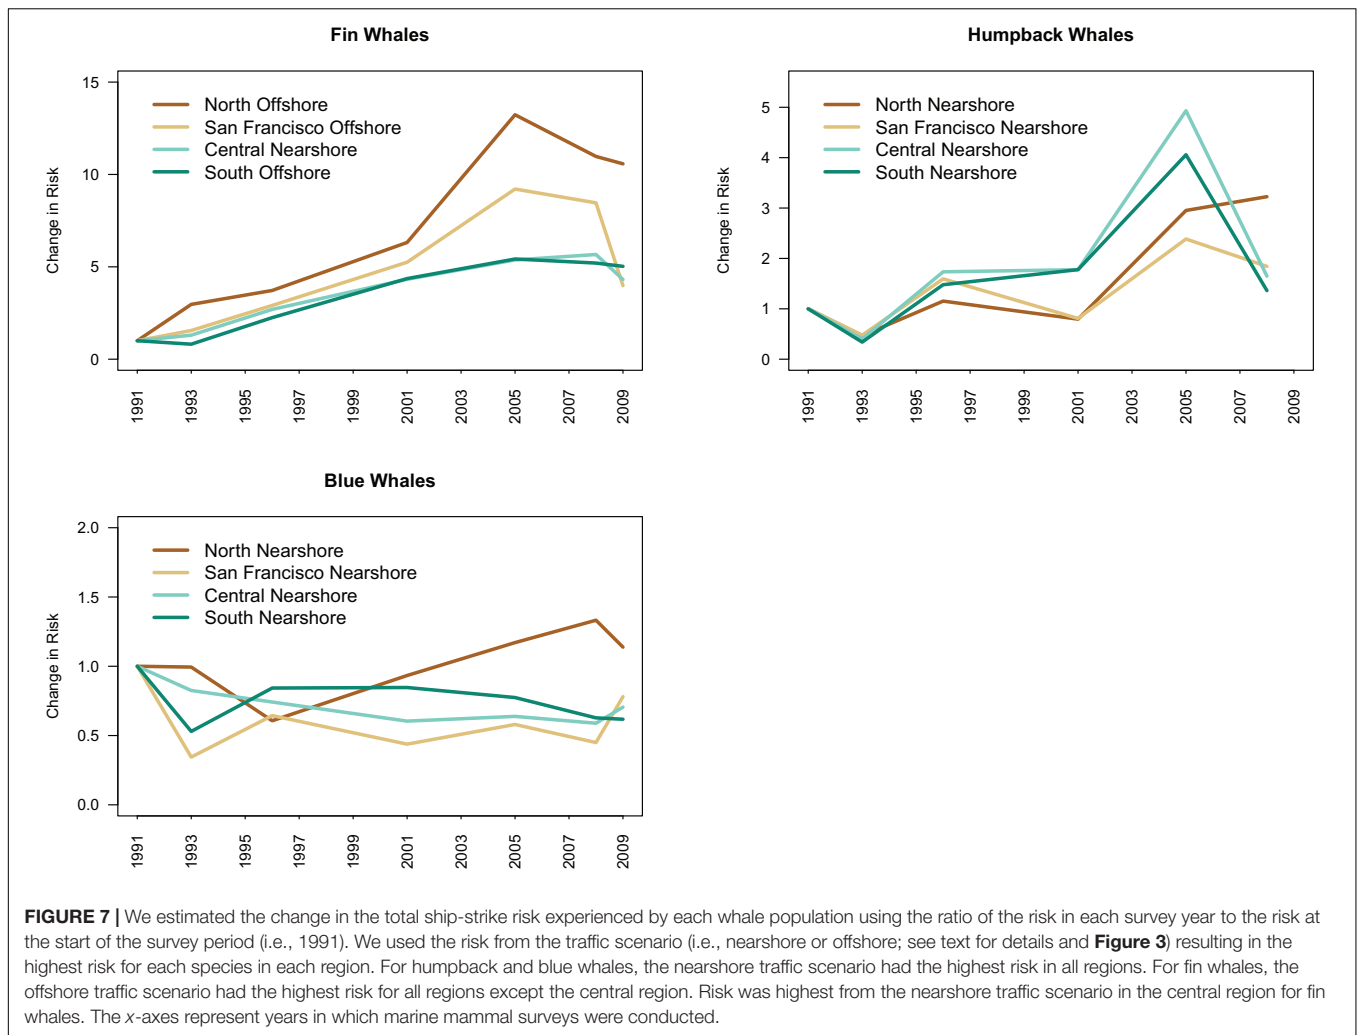 Fin Whales
Change in Risk
15
10
5
0
North Offshore
San Francisco Offshore
Central Nearshore
South Offshore
1991
1993
1995
1997
1999
2001
2003
2005
2007
2009
Humpback Whales
Change in Risk
5
4
3
2
1
0
North Nearshore
San Francisco Nearshore
Central Nearshore
South Nearshore
1991
1993
1995
1997
1999
2001
2003
2005
2007
2009
Blue Whales
Change in Risk
2.0
1.5
1.0
0.5
0.0
North Nearshore
San Francisco Nearshore
Central Nearshore
South Nearshore
1991
1993
1995
1997
1999
2001
2003
2005
2007
2009
FIGURE 7 | We estimated the change in the total ship-strike risk experienced by each whale population using the ratio of the risk in each survey year to the risk at
the start of the survey period (i.e., 1991). We used the risk from the traffic scenario (i.e., nearshore or offshore; see text for details and Figure 3) resulting in the
highest risk for each species in each region. For humpback and blue whales, the nearshore traffic scenario had the highest risk in all regions. For fin whales, the
offshore traffic scenario had the highest risk for all regions except the central region. Risk was highest from the nearshore traffic scenario in the central region for fin
whales. The x-axes represent years in which marine mammal surveys were conducted.